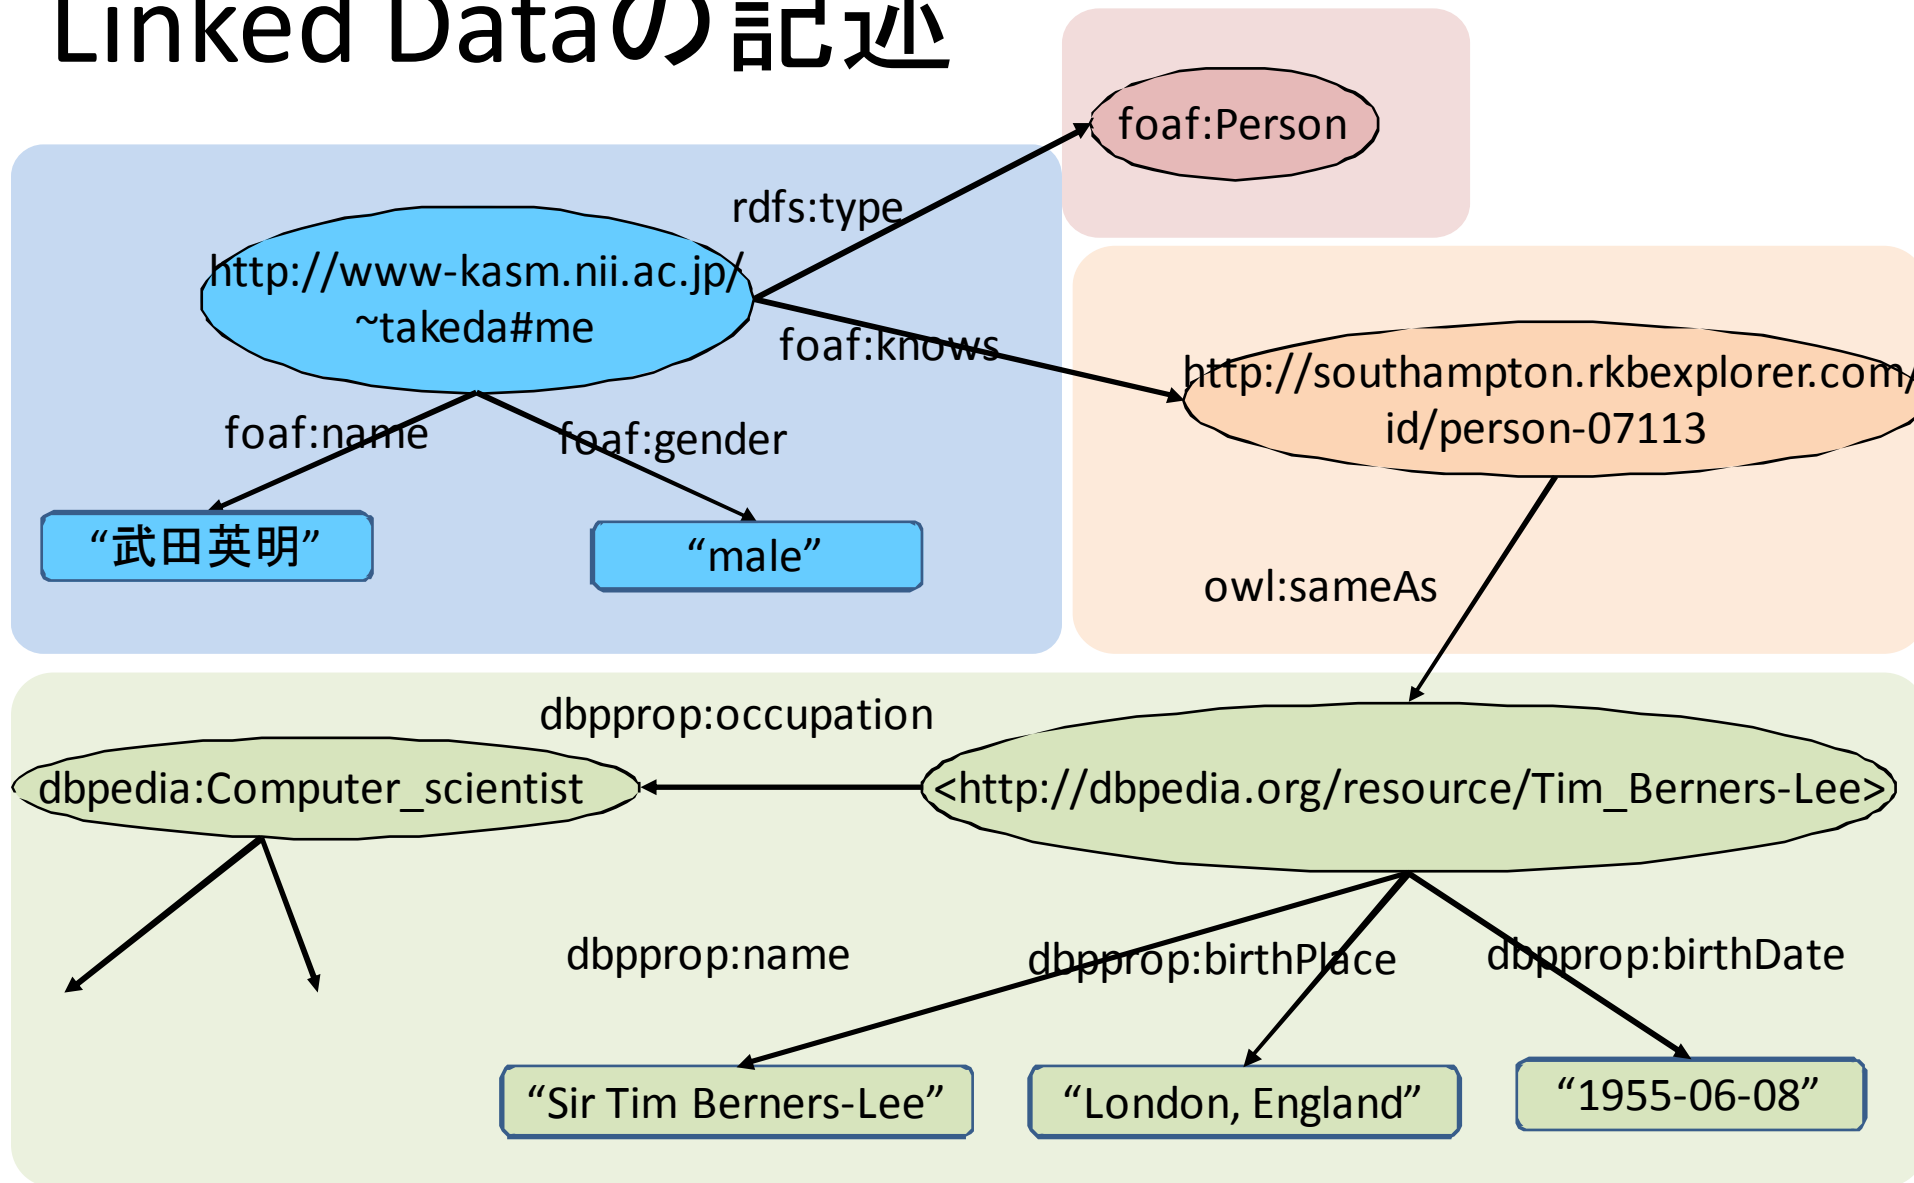 Linked Dataの記述
foaf:Person
rdfs:type
http://www-kasm.nii.ac.jp/
~takeda#me
foaf:knows
http://southampton.rkbexplorer.com/
id/person-07113
foaf:name
foaf:gender
“武田英明”
“male”
owl:sameAs
dbpprop:occupation
dbpedia:Computer_scientist
<http://dbpedia.org/resource/Tim_Berners-Lee>
dbpprop:name
dbpprop:birthPlace
dbpprop:birthDate
“Sir Tim Berners-Lee”
“London, England”
“1955-06-08”